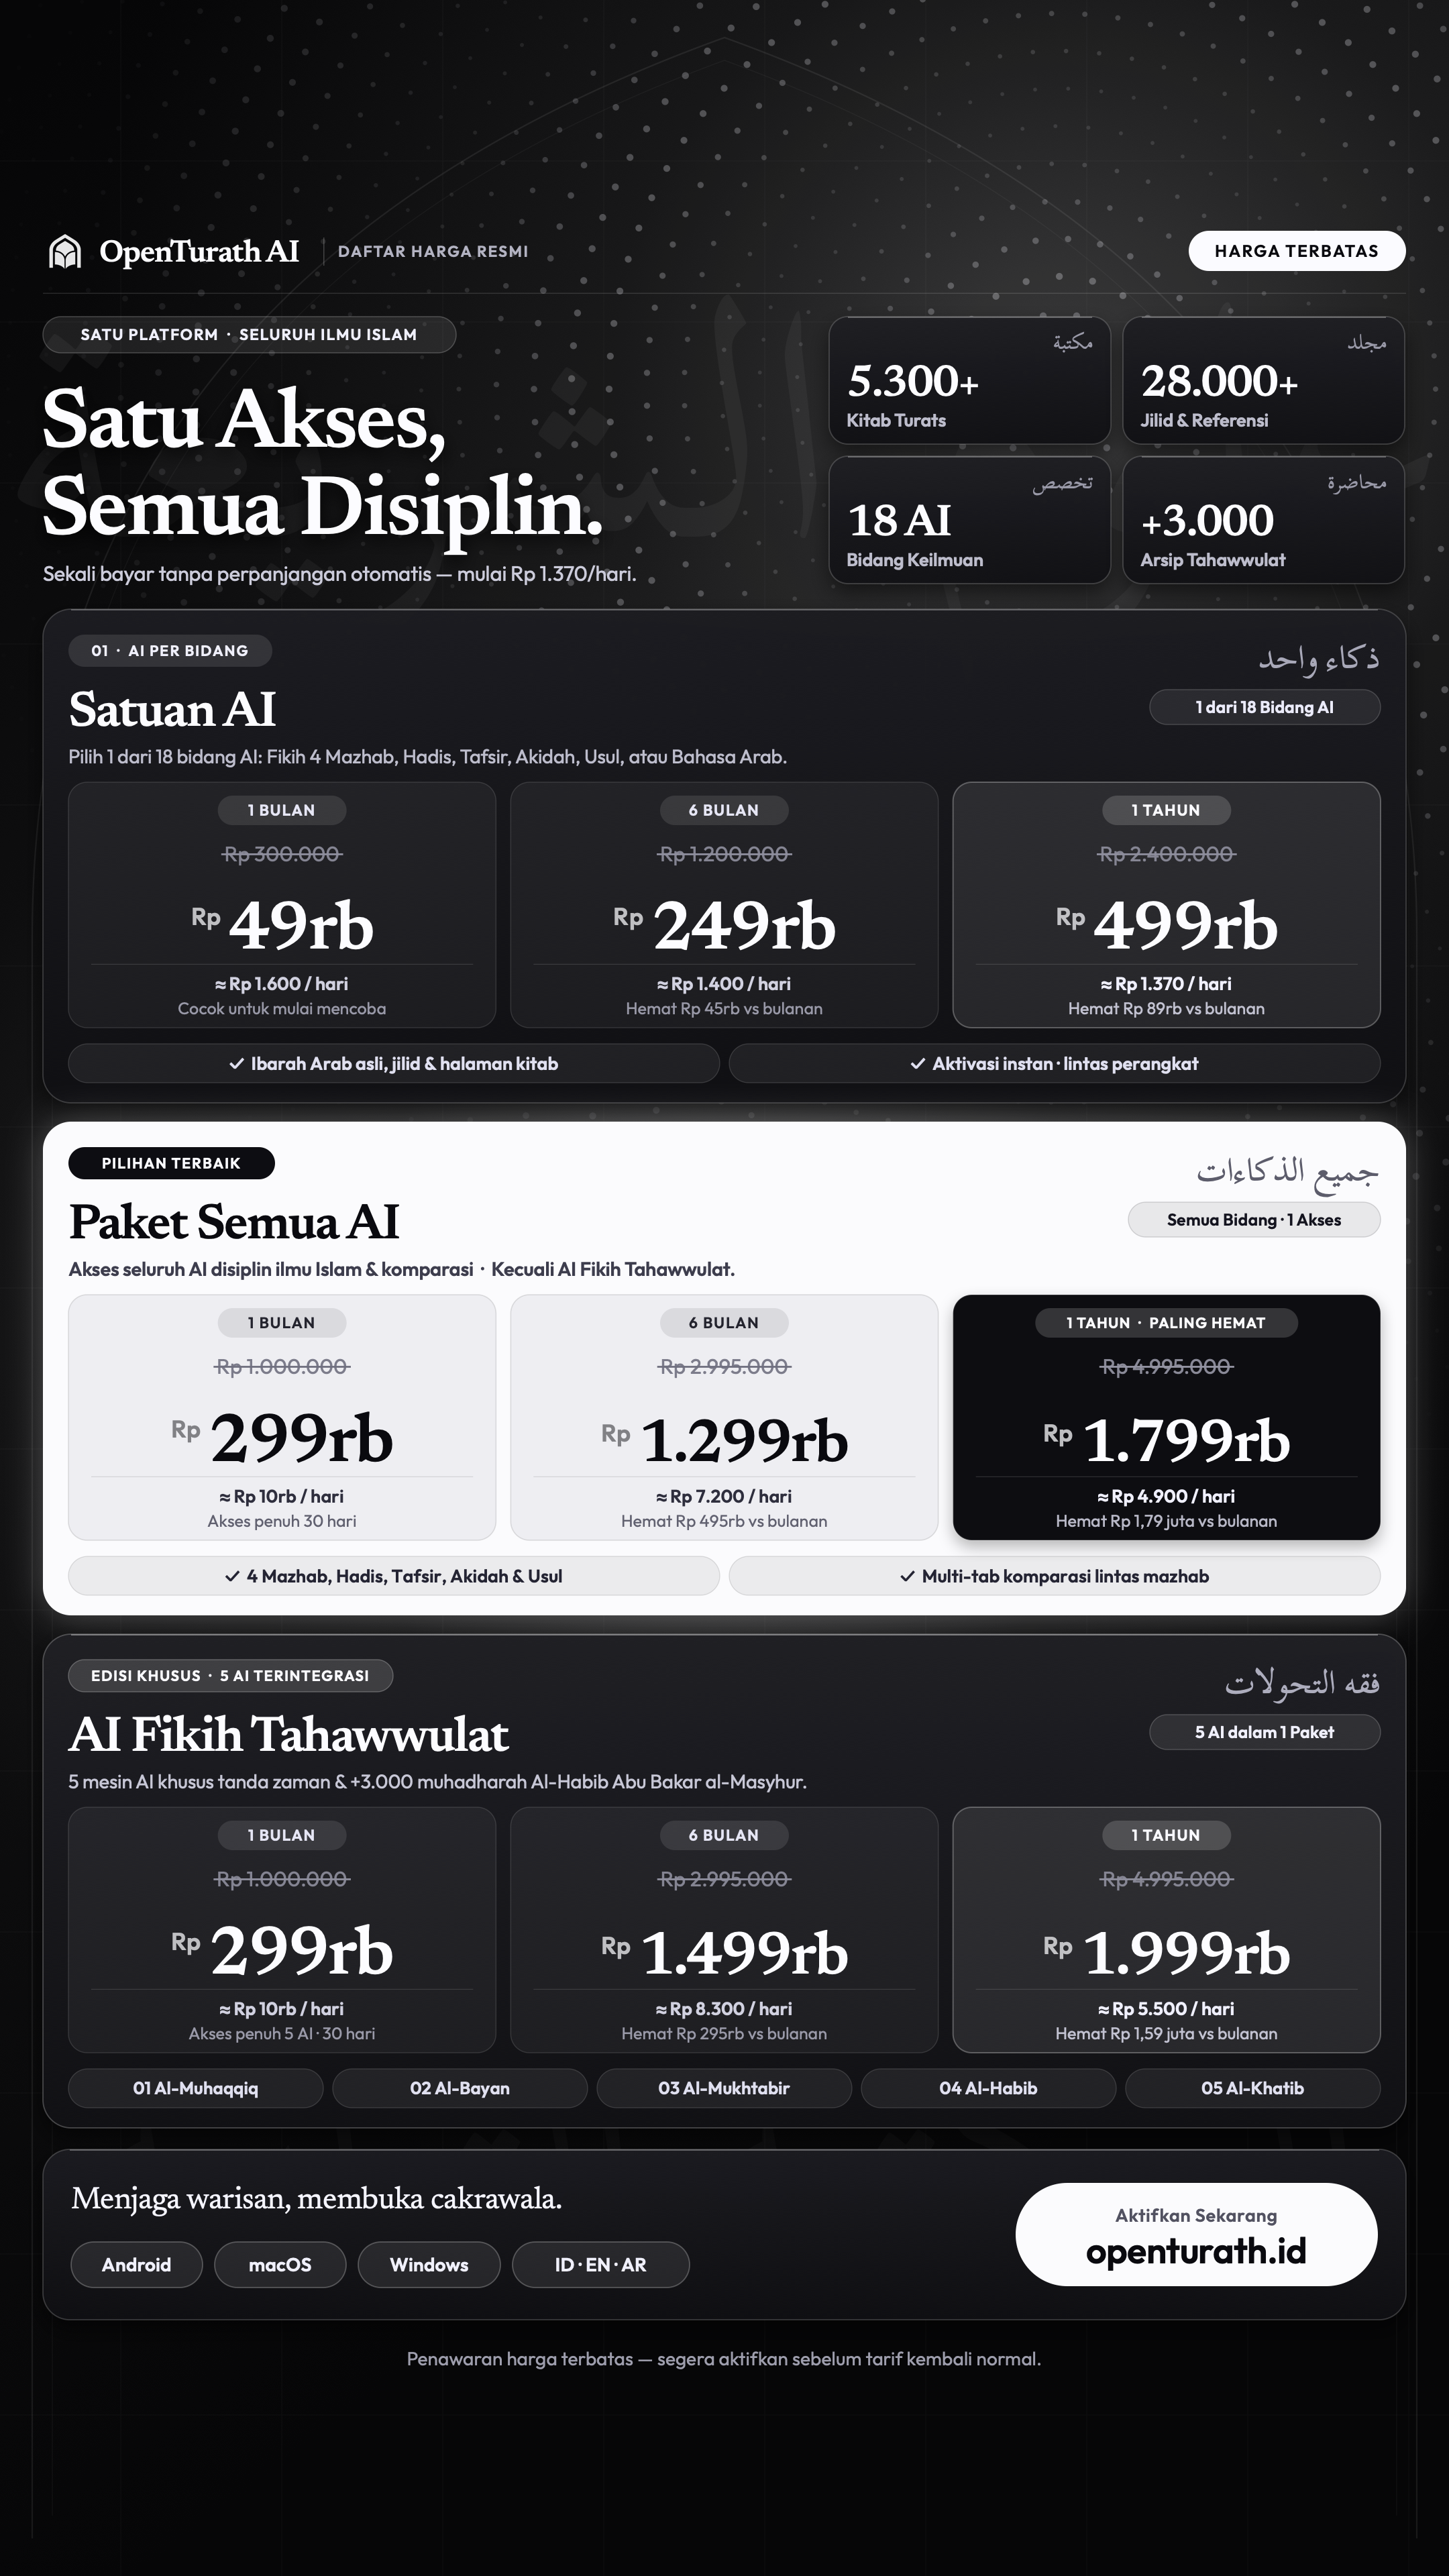 OpenTurath AI
DAFTAR HARGA RESMI
HARGA TERBATAS
SATU PLATFORM · SELURUH ILMU ISLAM
Satu Akses,
Semua Disiplin.
Sekali bayar tanpa perpanjangan otomatis — mulai Rp 1.370/hari.
مكتبة
5.300+
Kitab Turats
مجلد
28.000+
Jilid & Referensi
تخصص
18 AI
Bidang Keilmuan
محاضرة
+3.000
Arsip Tahawwulat
01 · AI PER BIDANG
ذكاء واحد
Satuan AI
1 dari 18 Bidang AI
Pilih 1 dari 18 bidang AI: Fikih 4 Mazhab, Hadis, Tafsir, Akidah, Usul, atau Bahasa Arab.
1 BULAN
Rp 300.000
Rp 49rb
≈ Rp 1.600 / hari
Cocok untuk mulai mencoba
6 BULAN
Rp 1.200.000
Rp 249rb
≈ Rp 1.400 / hari
Hemat Rp 45rb vs bulanan
1 TAHUN
Rp 2.400.000
Rp 499rb
≈ Rp 1.370 / hari
Hemat Rp 89rb vs bulanan
✓ Ibarah Arab asli, jilid & halaman kitab
✓ Aktivasi instan · lintas perangkat
PILIHAN TERBAIK
جميع الذكاءات
Paket Semua AI
Semua Bidang · 1 Akses
Akses seluruh AI disiplin ilmu Islam & komparasi · Kecuali AI Fikih Tahawwulat.
1 BULAN
Rp 1.000.000
Rp 299rb
≈ Rp 10rb / hari
Akses penuh 30 hari
6 BULAN
Rp 2.995.000
Rp 1.299rb
≈ Rp 7.200 / hari
Hemat Rp 495rb vs bulanan
1 TAHUN · PALING HEMAT
Rp 4.995.000
Rp 1.799rb
≈ Rp 4.900 / hari
Hemat Rp 1,79 juta vs bulanan
✓ 4 Mazhab, Hadis, Tafsir, Akidah & Usul
✓ Multi-tab komparasi lintas mazhab
EDISI KHUSUS · 5 AI TERINTEGRASI
فقه التحولات
AI Fikih Tahawwulat
5 AI dalam 1 Paket
5 mesin AI khusus tanda zaman & +3.000 muhadharah Al-Habib Abu Bakar al-Masyhur.
1 BULAN
Rp 1.000.000
Rp 299rb
≈ Rp 10rb / hari
Akses penuh 5 AI · 30 hari
6 BULAN
Rp 2.995.000
Rp 1.499rb
≈ Rp 8.300 / hari
Hemat Rp 295rb vs bulanan
1 TAHUN
Rp 4.995.000
Rp 1.999rb
≈ Rp 5.500 / hari
Hemat Rp 1,59 juta vs bulanan
01 Al-Muhaqqiq
02 Al-Bayan
03 Al-Mukhtabir
04 Al-Habib
05 Al-Khatib
Menjaga warisan, membuka cakrawala.
Android
macOS
Windows
ID · EN · AR
Aktifkan Sekarang
openturath.id
Penawaran harga terbatas — segera aktifkan sebelum tarif kembali normal.